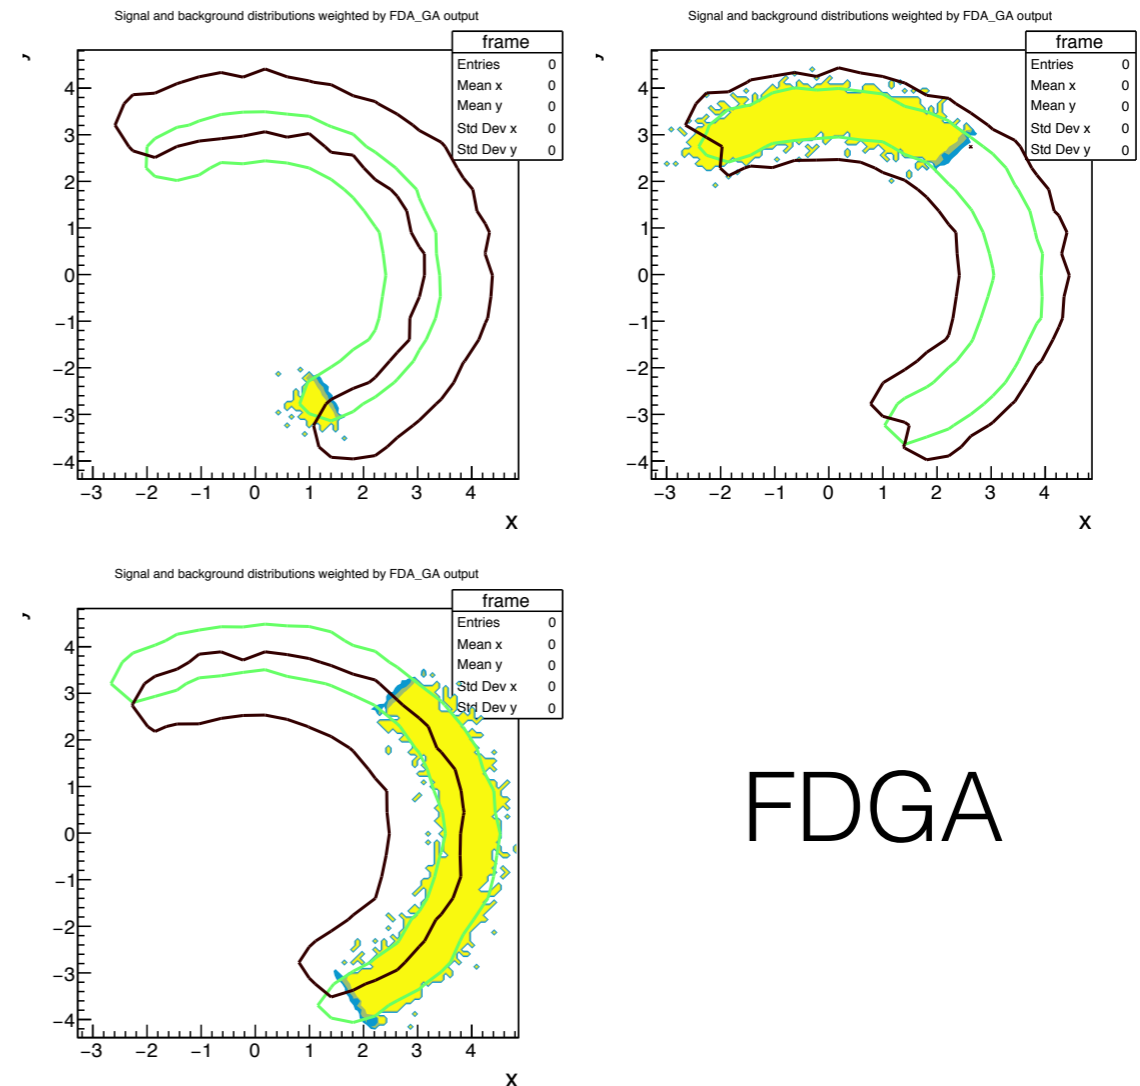 Signal and background distributions weighted by FDA_GA output
frame
Entries 0
Mean x 0
Mean y 0
Std Dev x 0
Std Dev y 0
4
3
2
1
0
−1
−2
−3
−4
−3 −2 −1 0 1 2 3 4
x
Signal and background distributions weighted by FDA_GA output
frame
Entries 0
Mean x 0
Mean y 0
Std Dev x 0
Std Dev y 0
4
3
2
1
0
−1
−2
−3
−4
−3 −2 −1 0 1 2 3 4
x
Signal and background distributions weighted by FDA_GA output
frame
Entries 0
Mean x 0
Mean y 0
Std Dev x 0
Std Dev y 0
4
3
2
1
0
−1
−2
−3
−4
−3 −2 −1 0 1 2 3 4
x
FDGA